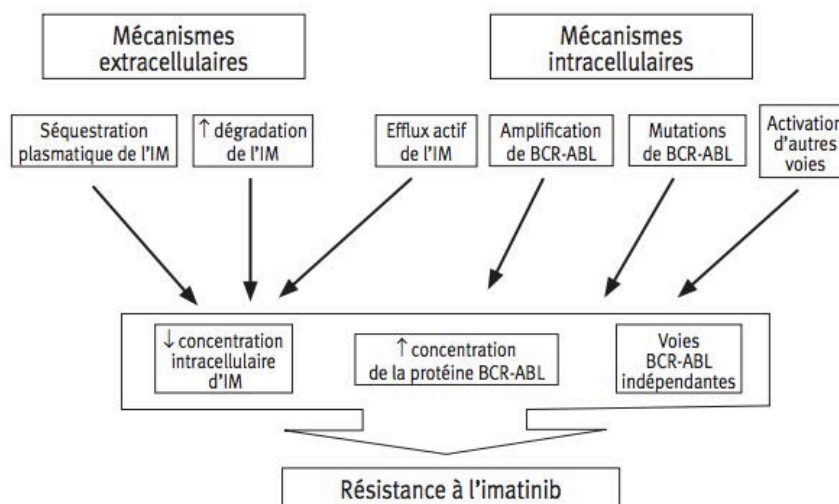 Mécanismes
extracellulaires
Mécanismes
intracellulaires
Séquestration
plasmatique de l'IM
↑ dégradation
de l'IM
Efflux actif
de l'IM
Amplification
de BCR-ABL
Mutations
de BCR-ABL
Activation
d'autres
voies
↓ concentration
intracellulaire
d'IM
↑ concentration
de la protéine BCR-ABL
Voies
BCR-ABL
indépendantes
Résistance à l'imatinib